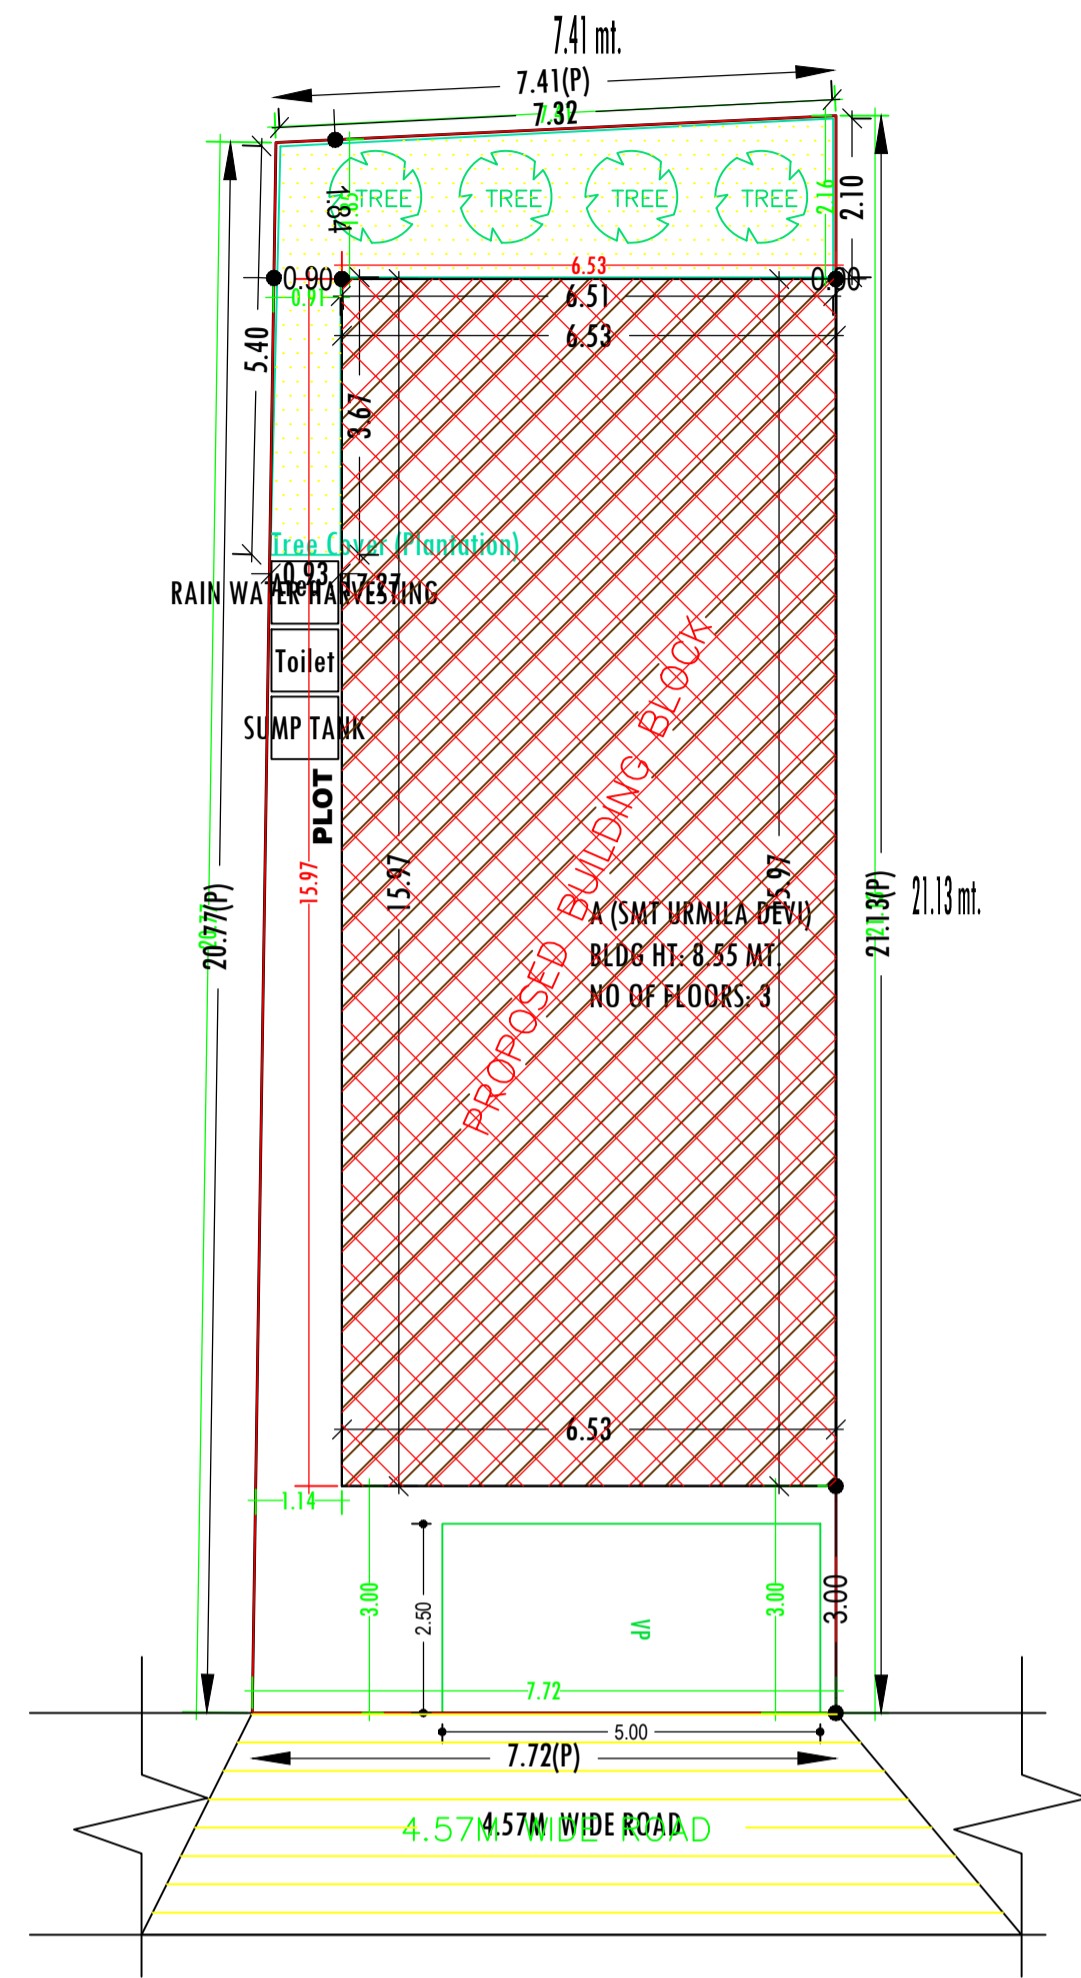 7.41 mt.
7.41(P)
7.32
TREE
TREE
TREE
TREE
1.84
1.85
2.16
2.10
6.53
0.90
0.91
6.51
6.53
5.40
3.67
Tree Cover (Plantation)
0.93
17.27
RAIN WATER HARVESTING
Toilet
SUMP TANK
PLOT
15.97
15.97
15.97
PROPOSED BUILDING BLOCK
A (SMT URMILA DEVI)
BLDG HT: 8.55 MT.
NO OF FLOORS: 3
20.77(P)
21.13(P)
21.13 mt.
6.53
1.14
3.00
2.50
VP
3.00
3.00
7.72
5.00
7.72(P)
4.57M WIDE ROAD
4.57M WIDE ROAD